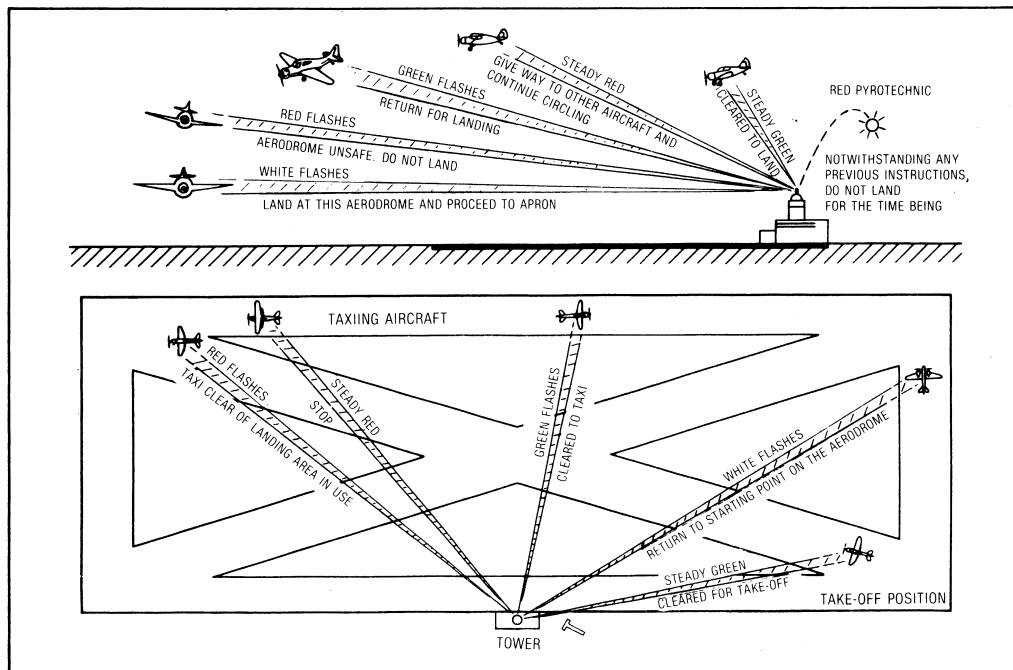 STEADY RED
GIVE WAY TO OTHER AIRCRAFT AND
CONTINUE CIRCLING
GREEN FLASHES
RETURN FOR LANDING
STEADY GREEN
CLEARED TO LAND
RED PYROTECHNIC
RED FLASHES
AERODROME UNSAFE. DO NOT LAND
WHITE FLASHES
LAND AT THIS AERODROME AND PROCEED TO APRON
NOTWITHSTANDING ANY
PREVIOUS INSTRUCTIONS,
DO NOT LAND
FOR THE TIME BEING
TAXIING AIRCRAFT
RED FLASHES
TAXI CLEAR OF LANDING AREA IN USE
STEADY RED
STOP
GREEN FLASHES
CLEARED TO TAXI
WHITE FLASHES
RETURN TO STARTING POINT ON THE AERODROME
STEADY GREEN
CLEARED FOR TAKE-OFF
TAKE-OFF POSITION
TOWER